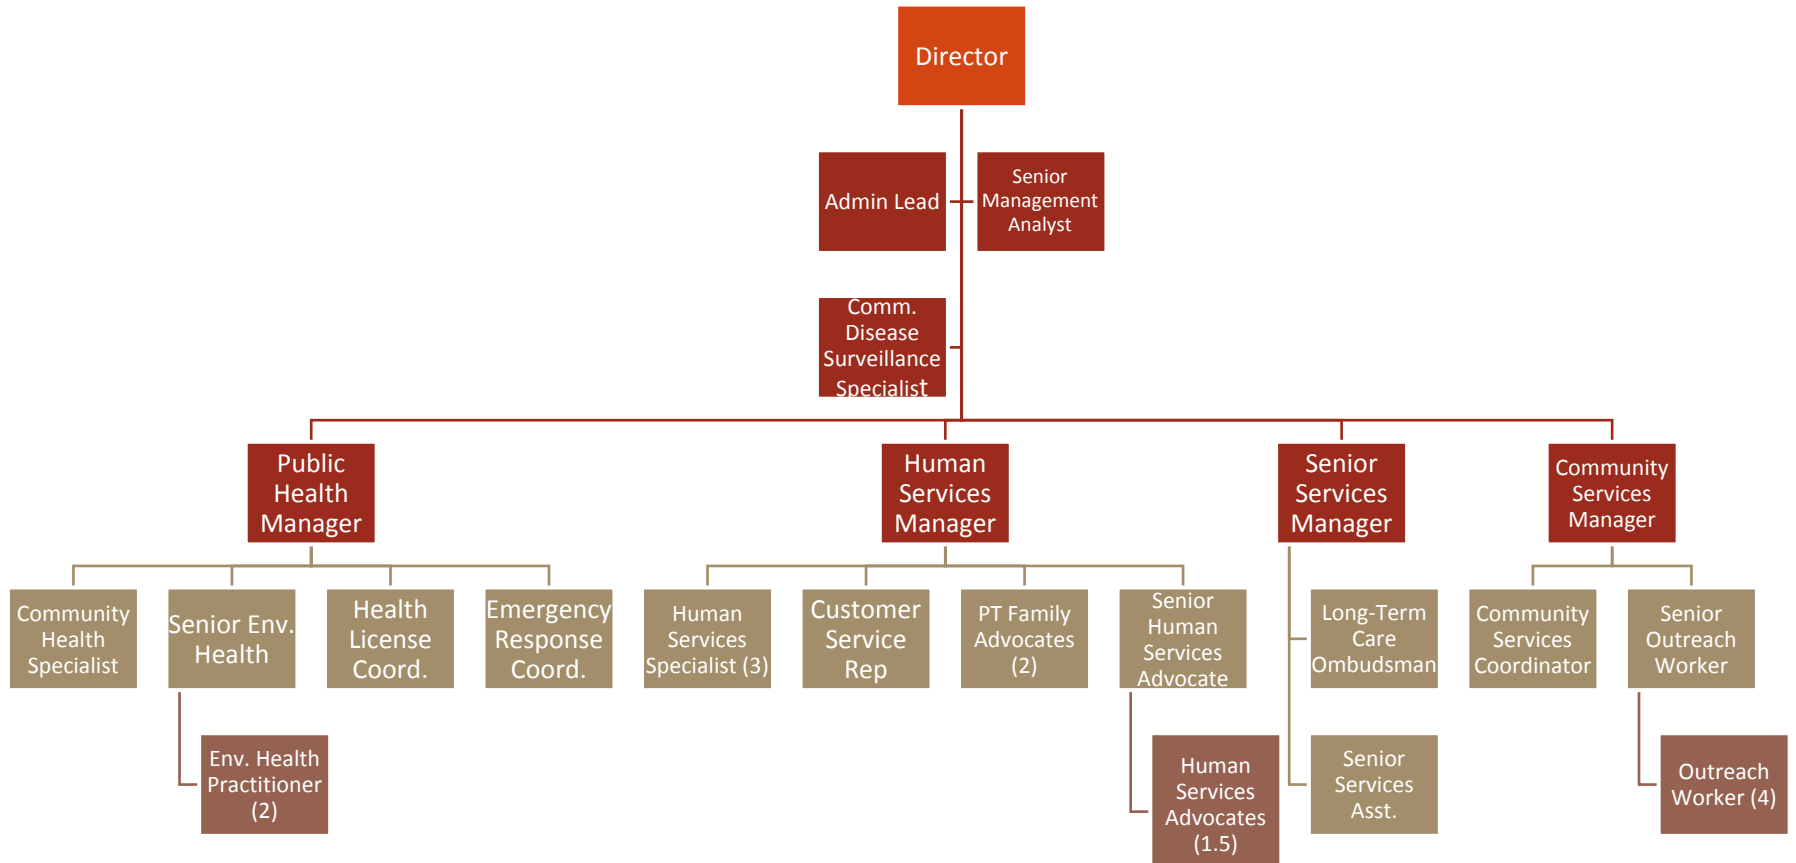 Director
Admin Lead
Senior
Management
Analyst
Comm.
Disease
Surveillance
Specialist
Public
Health
Manager
Human
Services
Manager
Senior
Services
Manager
Community
Services
Manager
Community
Health
Specialist
Senior Env.
Health
Health
License
Coord.
Emergency
Response
Coord.
Human
Services
Specialist (3)
Customer
Service
Rep
PT Family
Advocates
(2)
Senior
Human
Services
Advocate
Long-Term
Care
Ombudsman
Community
Services
Coordinator
Senior
Outreach
Worker
Env. Health
Practitioner
(2)
Human
Services
Advocates
(1.5)
Senior
Services
Asst.
Outreach
Worker (4)